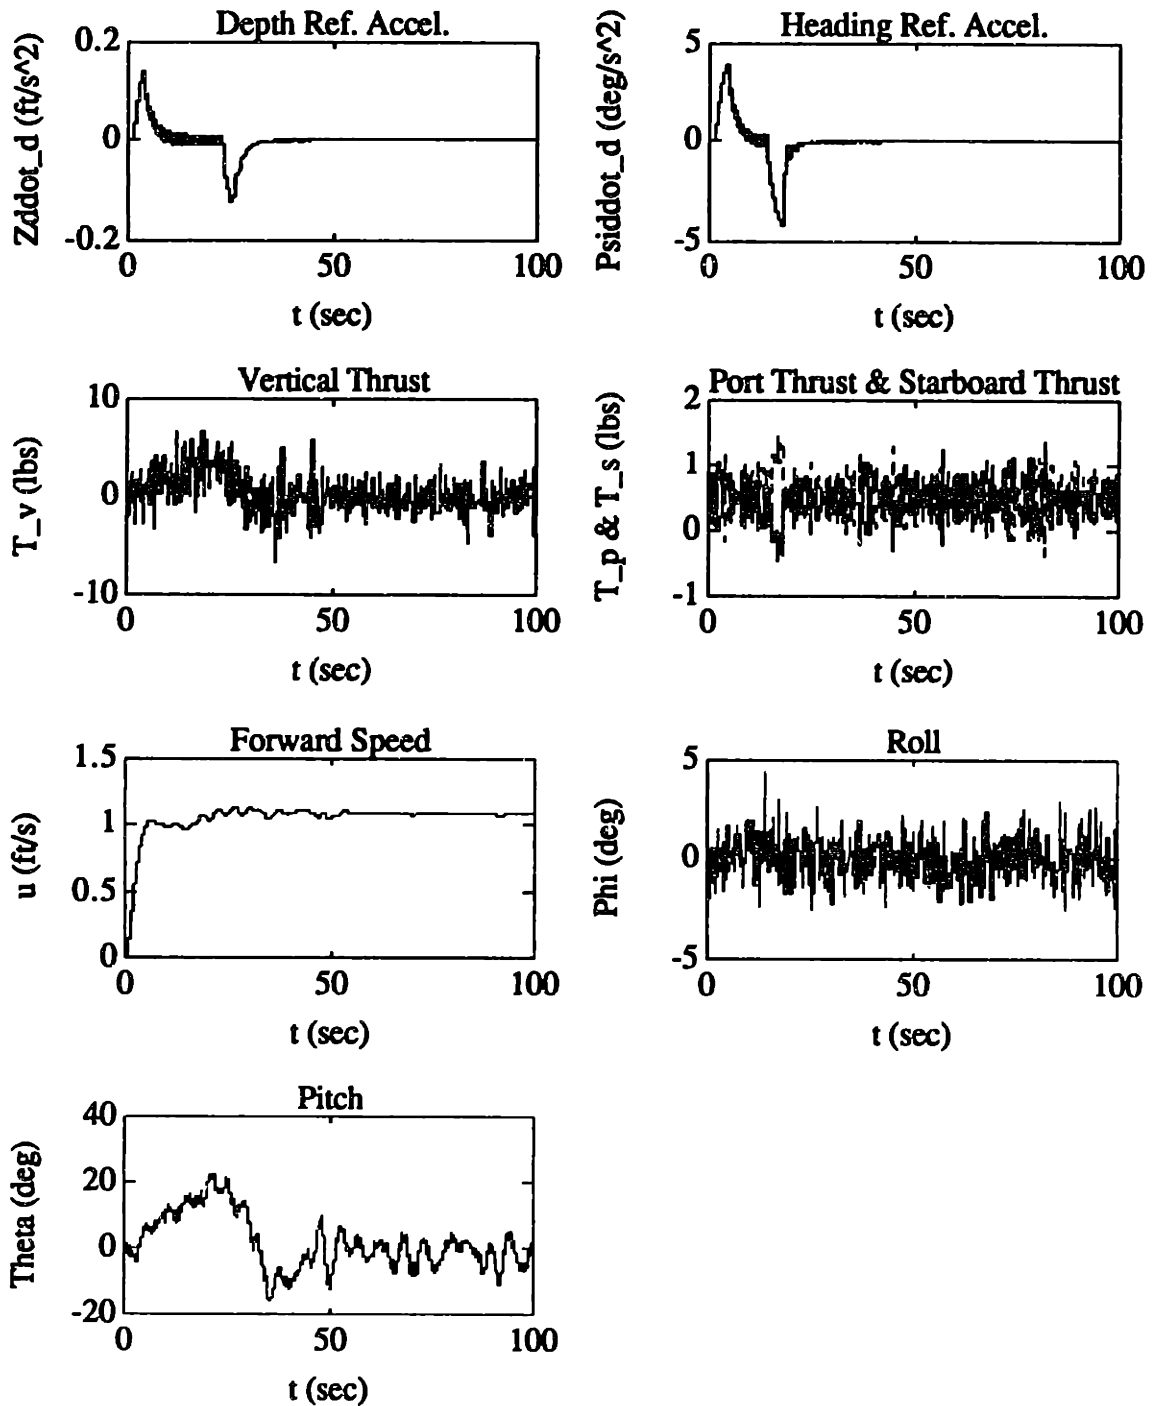 Depth Ref. Accel.
Zddot_d (ft/s^2)
0.2
0
-0.2
0 50 100
t (sec)
Heading Ref. Accel.
Psiddot_d (deg/s^2)
5
0
-5
0 50 100
t (sec)
Vertical Thrust
T_v (lbs)
10
0
-10
0 50 100
t (sec)
Port Thrust & Starboard Thrust
T_p & T_s (lbs)
2
1
0
-1
0 50 100
t (sec)
Forward Speed
u (ft/s)
1.5
1
0.5
0
0 50 100
t (sec)
Roll
Phi (deg)
5
0
-5
0 50 100
t (sec)
Pitch
Theta (deg)
40
20
0
-20
0 50 100
t (sec)